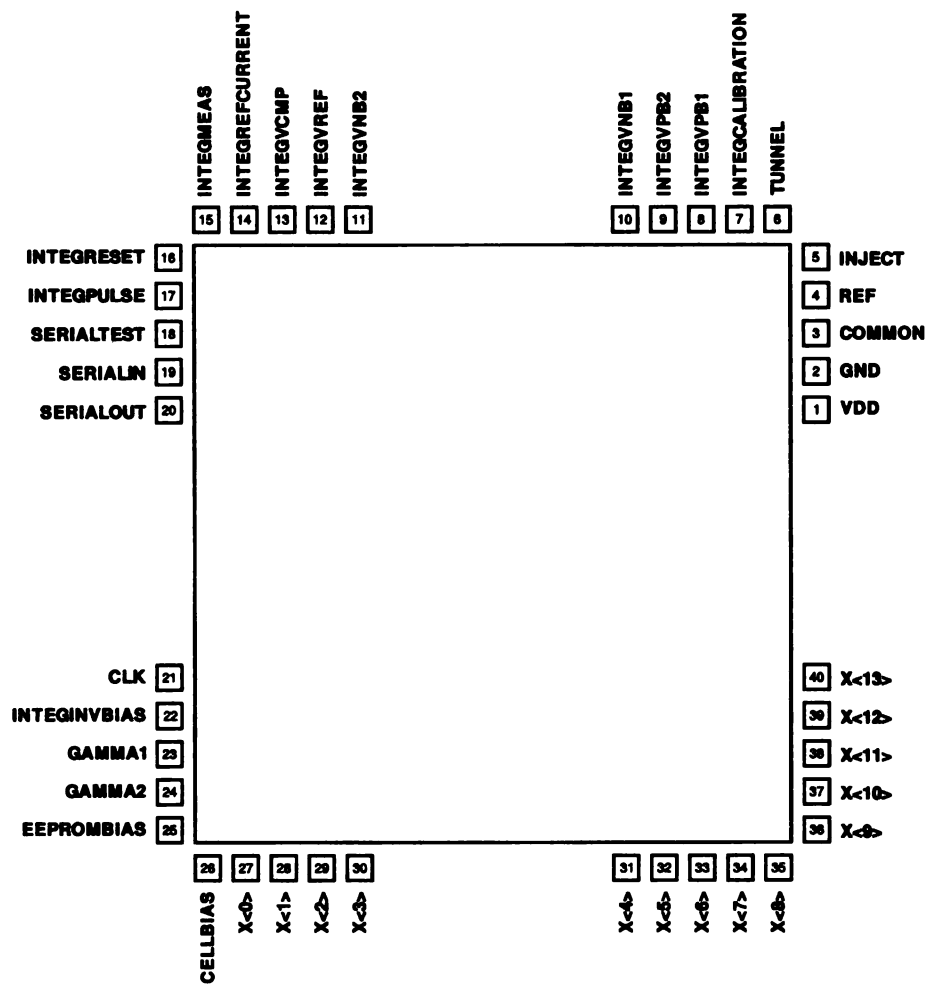 INTEGMEAS
INTEGREFCURRENT
INTEGVCMP
INTEGVREF
INTEGVNB2
INTEGVNB1
INTEGVPB2
INTEGVPB1
INTEGCALIBRATION
TUNNEL
15 14 13 12 11 10 9 8 7 6
INTEGRESET 16 5 INJECT
INTEGPULSE 17 4 REF
SERIALTEST 18 3 COMMON
SERIALIN 19 2 GND
SERIALOUT 20 1 VDD
CLK 21 40 X<13>
INTEGINVBIAS 22 39 X<12>
GAMMA1 23 38 X<11>
GAMMA2 24 37 X<10>
EEPROMBIAS 25 36 X<9>
26 27 28 29 30 31 32 33 34 35
CELLBIAS
X<0>
X<1>
X<2>
X<3>
X<4>
X<5>
X<6>
X<7>
X<8>